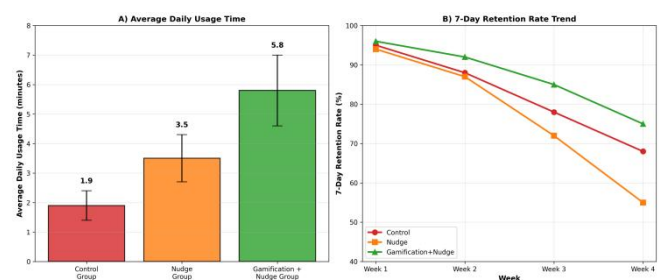 A) Average Daily Usage Time
Average Daily Usage Time (minutes)
8
7
6
5
4
3
2
1
0
1.9
3.5
5.8
Control
Group
Nudge
Group
Gamification +
Nudge Group
B) 7-Day Retention Rate Trend
7-Day Retention Rate (%)
100
90
80
70
60
50
40
Control
Nudge
Gamification+Nudge
Week 1
Week 2
Week 3
Week 4
Week